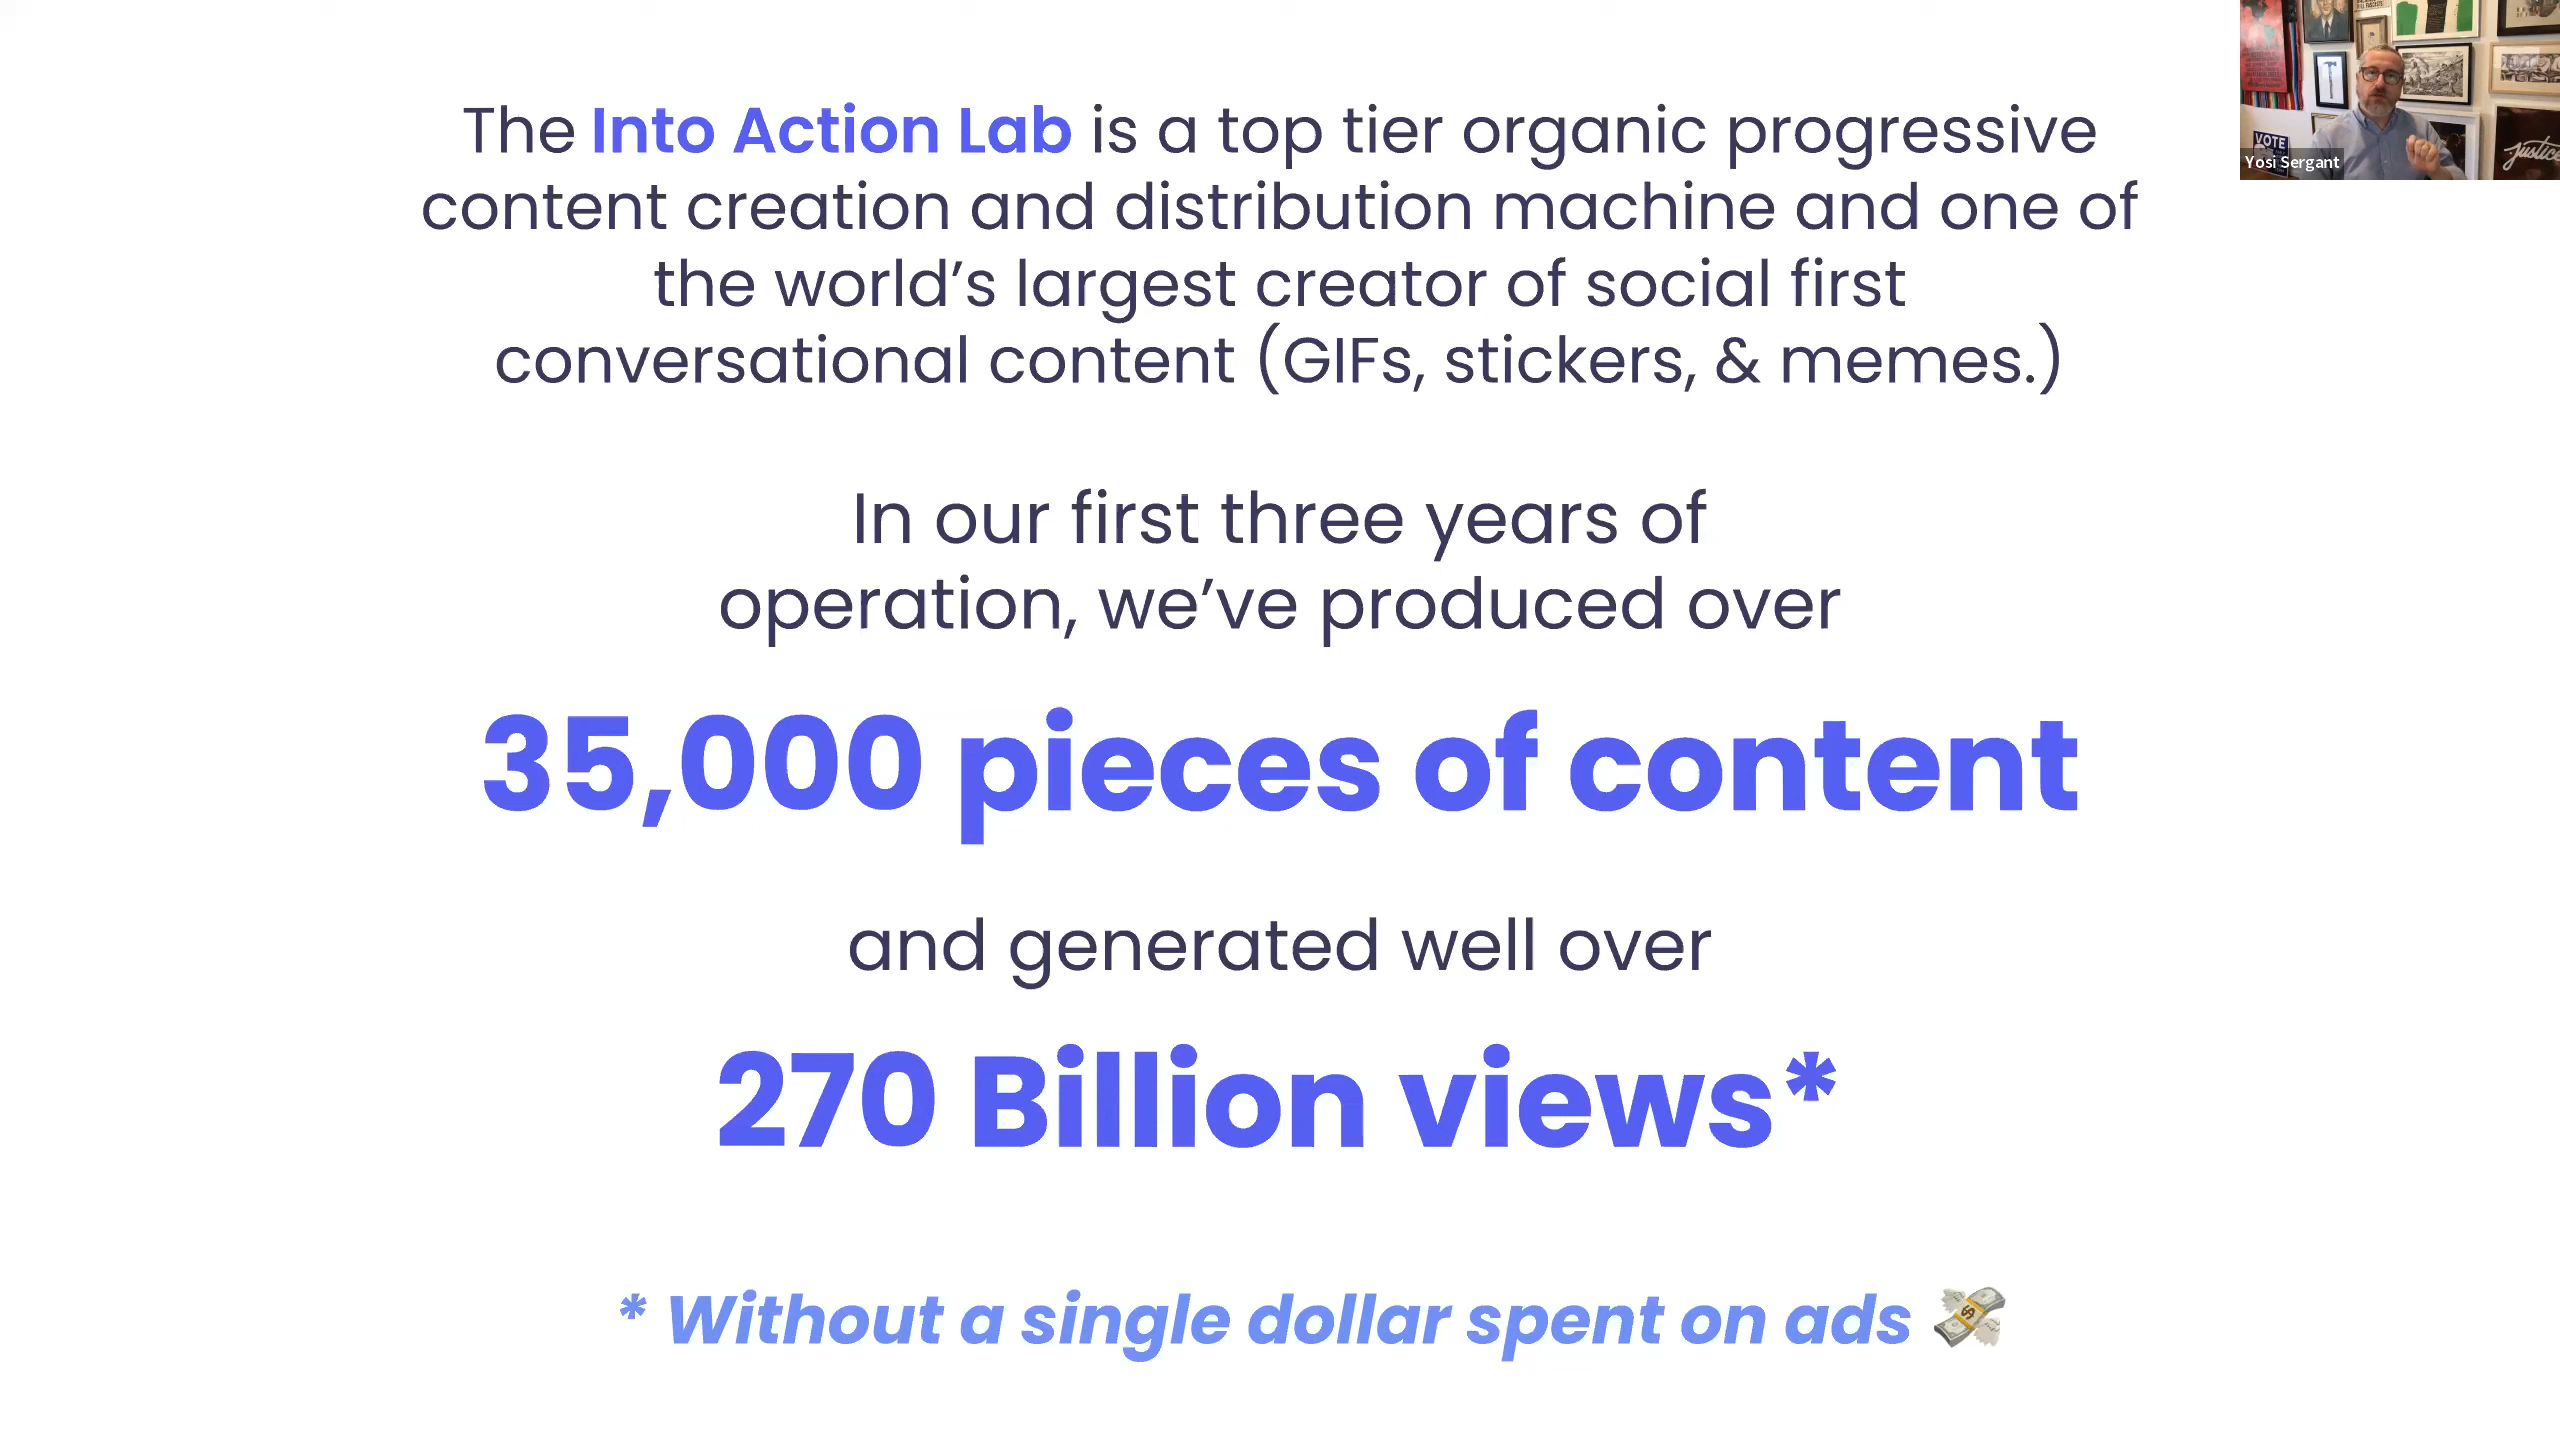 The Into Action Lab is a top tier organic progressive
content creation and distribution machine and one of
the world’s largest creator of social first
conversational content (GIFs, stickers, & memes.)
In our first three years of
operation, we’ve produced over
35,000 pieces of content
and generated well over
270 Billion views*
* Without a single dollar spent on ads
VOTE
Yosi Sergant
justice